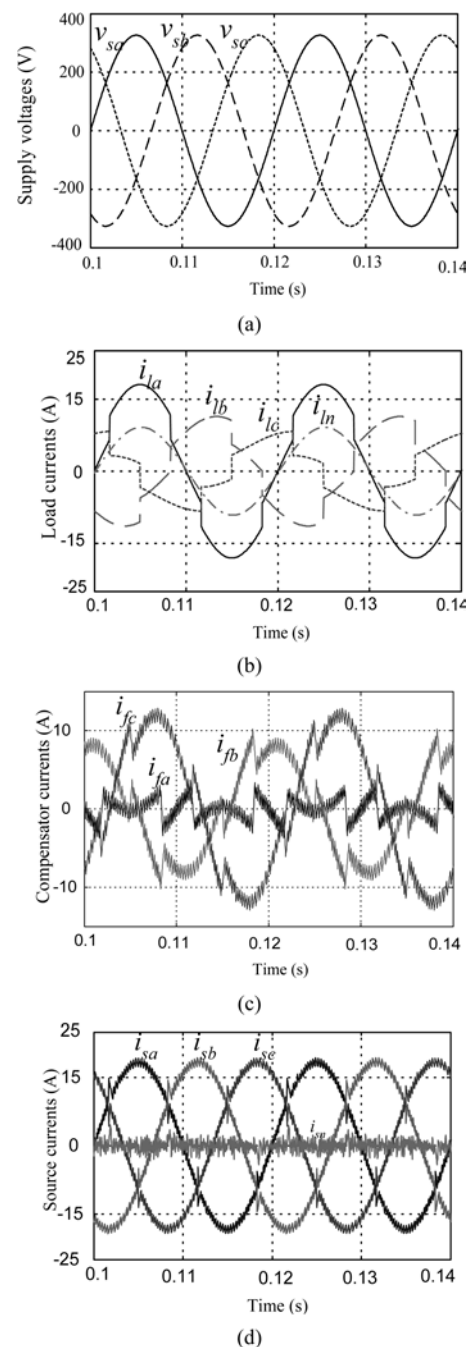 400
v_sa v_sb v_sc
200
0
-200
-400
Supply voltages (V)
0.1 0.11 0.12 0.13 0.14
Time (s)
(a)
25
i_la i_lb i_lc i_ln
15
0
-15
-25
Load currents (A)
0.1 0.11 0.12 0.13 0.14
Time (s)
(b)
i_fc i_fa i_fb
10
0
-10
Compensator currents (A)
0.1 0.11 0.12 0.13 0.14
Time (s)
(c)
25
i_sa i_sb i_sc
15
i_sn
0
-15
-25
Source currents (A)
0.1 0.11 0.12 0.13 0.14
Time (s)
(d)